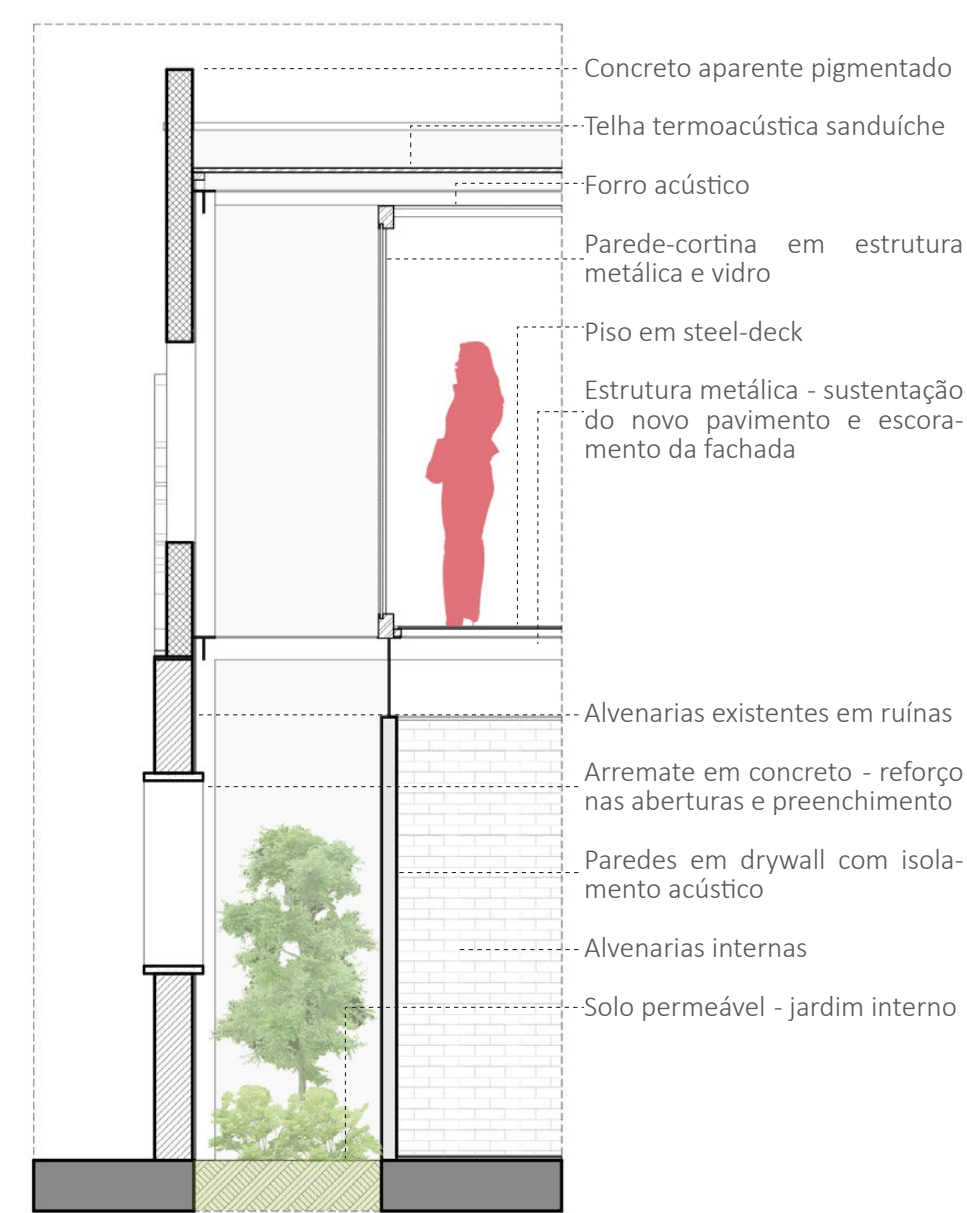 Concreto aparente pigmentado
Telha termoacústica sanduíche
Forro acústico
Parede-cortina em estrutura
metálica e vidro
Piso em steel-deck
Estrutura metálica - sustentação
do novo pavimento e escora-
mento da fachada
Alvenarias existentes em ruínas
Arremate em concreto - reforço
nas aberturas e preenchimento
Paredes em drywall com isola-
mento acústico
Alvenarias internas
Solo permeável - jardim interno